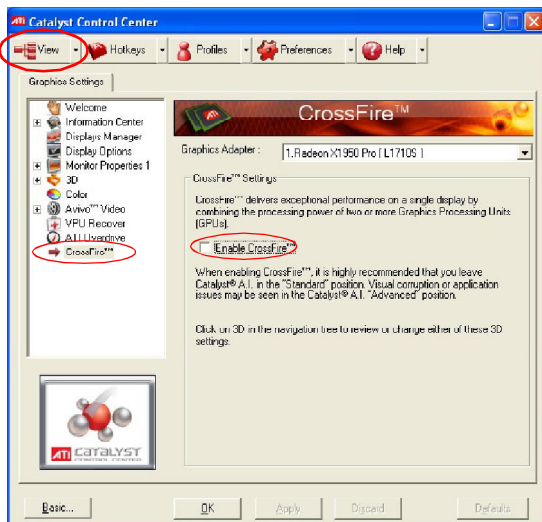 ATI Catalyst Control Center
View Hotkeys Profiles Preferences Help
Graphics Settings
Welcome
Information Center
Displays Manager
Display Options
Monitor Properties 1
3D
Color
Avivo™ Video
VPU Recover
ATI Overdrive
CrossFire™
CrossFire™
Graphics Adapter :
1.Radeon X1950 Pro [ L1710S ]
CrossFire™ Settings
CrossFire™ delivers exceptional performance on a single display by
combining the processing power of two or more Graphics Processing Units
(GPUs).
Enable CrossFire™
When enabling CrossFire™, it is highly recommended that you leave
Catalyst® A.I. in the "Standard" position. Visual corruption or application
issues may be seen in the Catalyst® A.I. "Advanced" position.
Click on 3D in the navigation tree to review or change either of these 3D
settings.
ATI CATALYST
CONTROL CENTER
Basic...
OK
Apply
Discard
Defaults